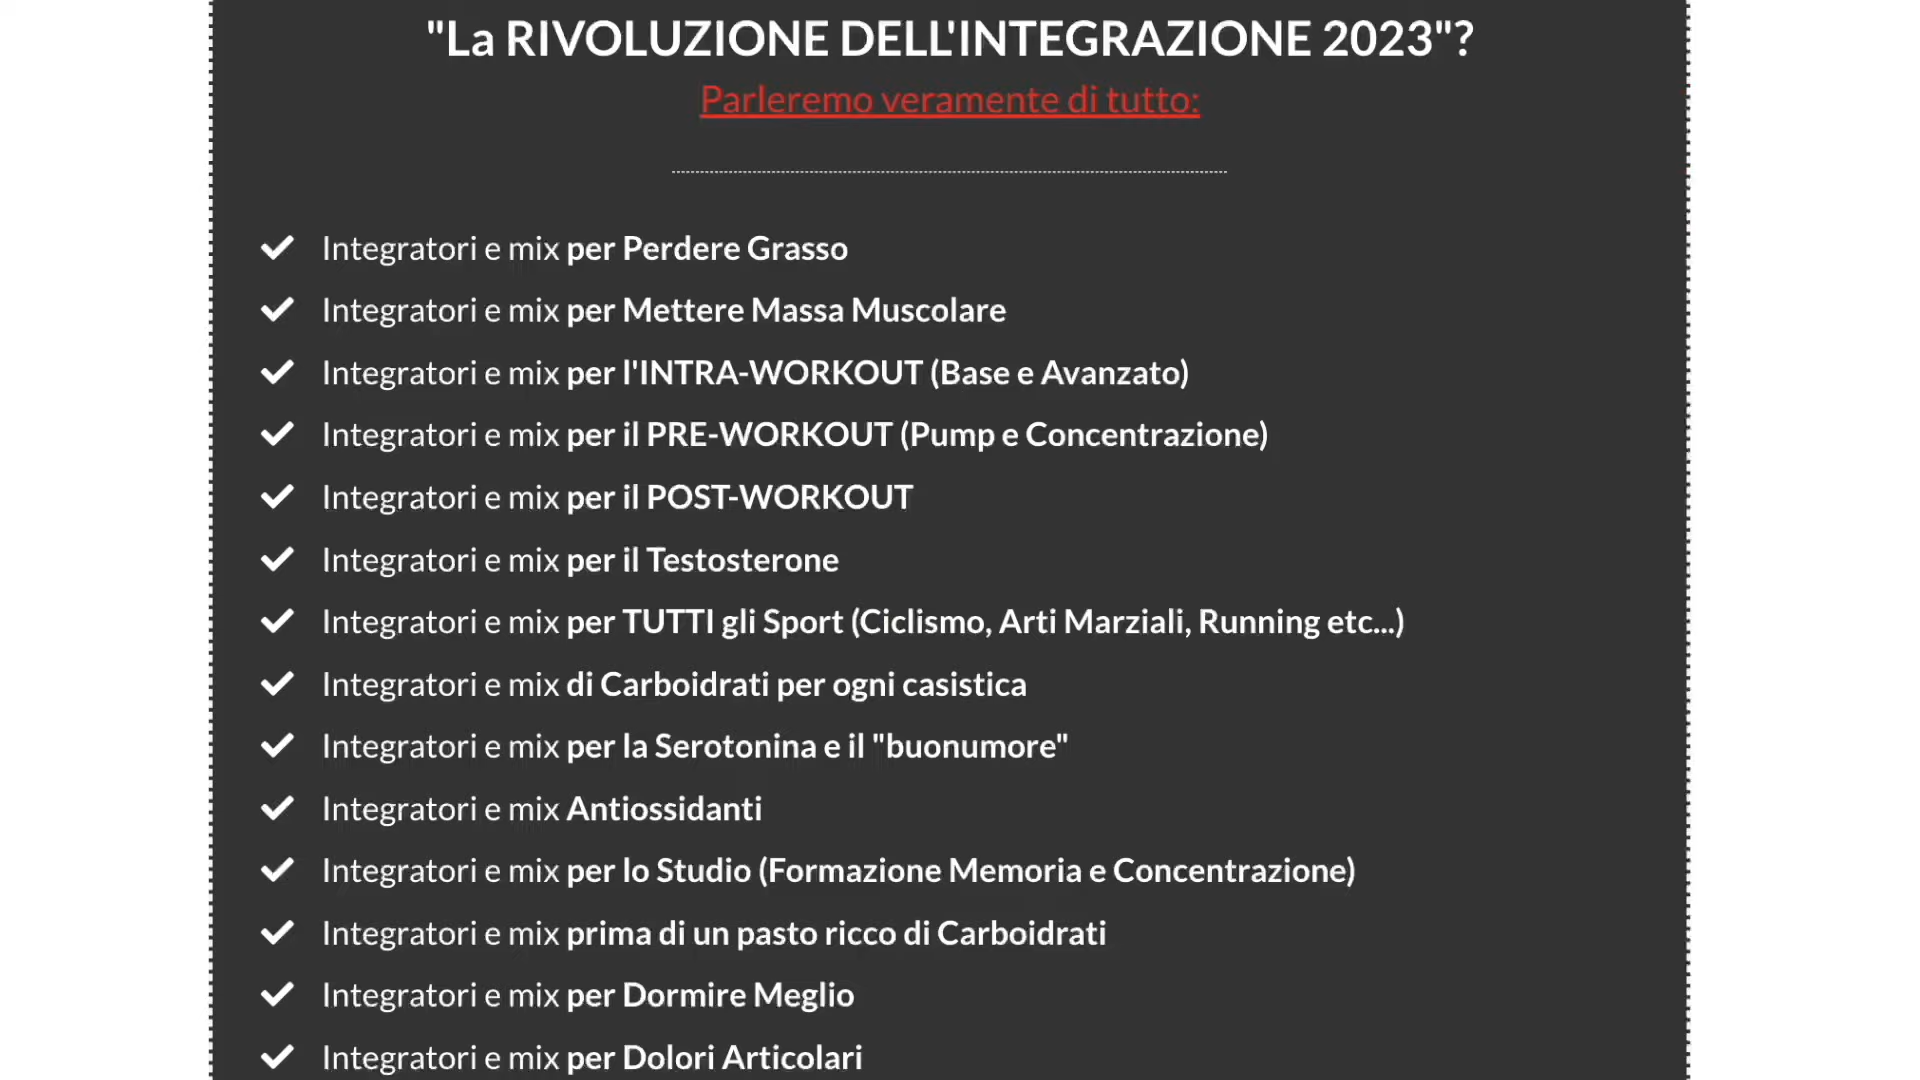 "La RIVOLUZIONE DELL'INTEGRAZIONE 2023"?
Parleremo veramente di tutto:
Integratori e mix per Perdere Grasso
Integratori e mix per Mettere Massa Muscolare
Integratori e mix per l'INTRA-WORKOUT (Base e Avanzato)
Integratori e mix per il PRE-WORKOUT (Pump e Concentrazione)
Integratori e mix per il POST-WORKOUT
Integratori e mix per il Testosterone
Integratori e mix per TUTTI gli Sport (Ciclismo, Arti Marziali, Running etc...)
Integratori e mix di Carboidrati per ogni casistica
Integratori e mix per la Serotonina e il "buonumore"
Integratori e mix Antiossidanti
Integratori e mix per lo Studio (Formazione Memoria e Concentrazione)
Integratori e mix prima di un pasto ricco di Carboidrati
Integratori e mix per Dormire Meglio
Integratori e mix per Dolori Articolari